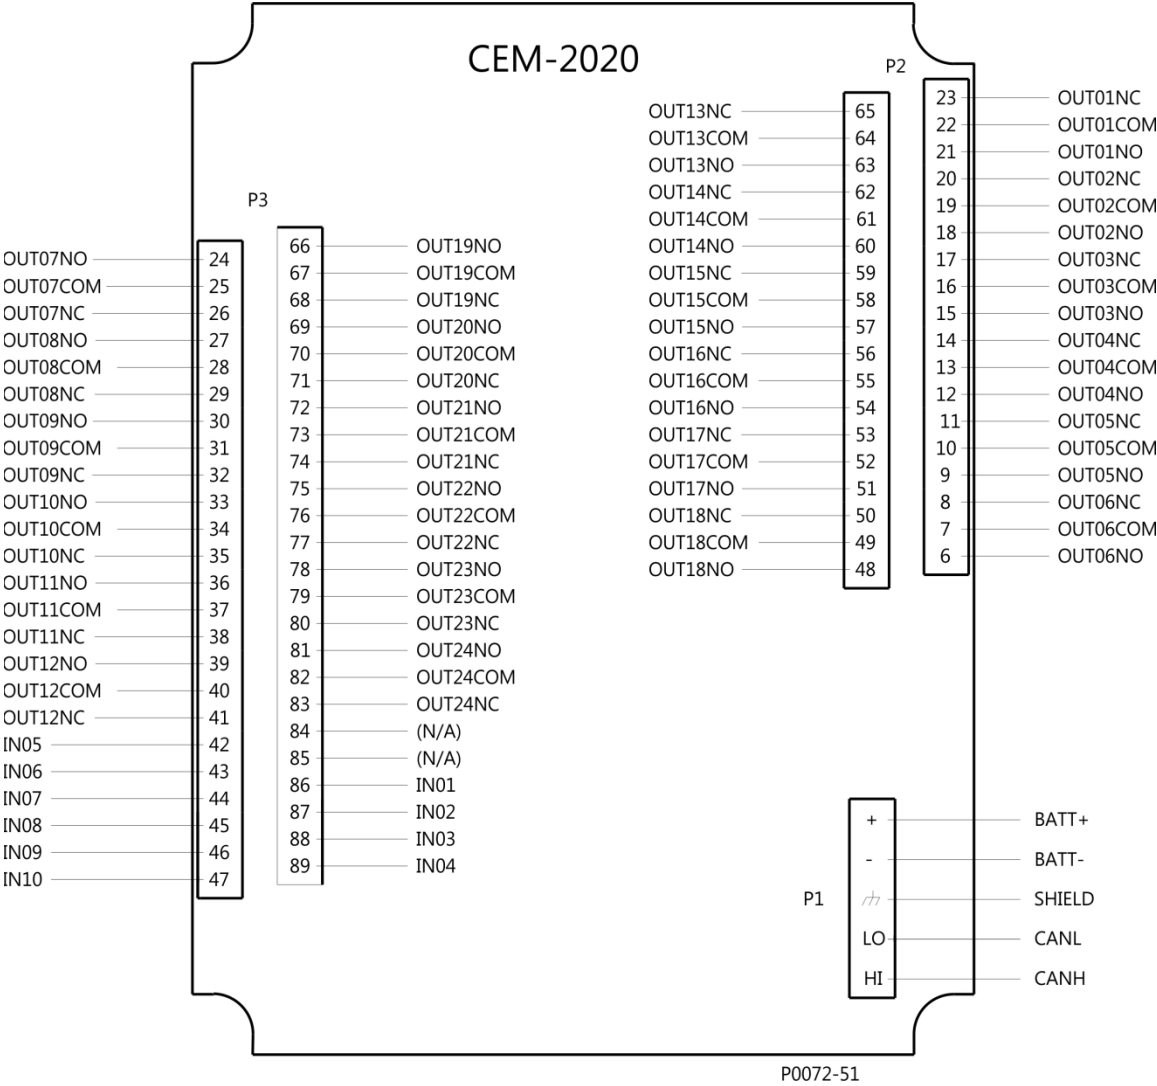 CEM-2020
P2
OUT13NC 65
OUT13COM 64
OUT13NO 63
OUT14NC 62
OUT14COM 61
OUT14NO 60
OUT15NC 59
OUT15COM 58
OUT15NO 57
OUT16NC 56
OUT16COM 55
OUT16NO 54
OUT17NC 53
OUT17COM 52
OUT17NO 51
OUT18NC 50
OUT18COM 49
OUT18NO 48
23 OUT01NC
22 OUT01COM
21 OUT01NO
20 OUT02NC
19 OUT02COM
18 OUT02NO
17 OUT03NC
16 OUT03COM
15 OUT03NO
14 OUT04NC
13 OUT04COM
12 OUT04NO
11 OUT05NC
10 OUT05COM
9 OUT05NO
8 OUT06NC
7 OUT06COM
6 OUT06NO
P3
OUT07NO 24
OUT07COM 25
OUT07NC 26
OUT08NO 27
OUT08COM 28
OUT08NC 29
OUT09NO 30
OUT09COM 31
OUT09NC 32
OUT10NO 33
OUT10COM 34
OUT10NC 35
OUT11NO 36
OUT11COM 37
OUT11NC 38
OUT12NO 39
OUT12COM 40
OUT12NC 41
IN05 42
IN06 43
IN07 44
IN08 45
IN09 46
IN10 47
66 OUT19NO
67 OUT19COM
68 OUT19NC
69 OUT20NO
70 OUT20COM
71 OUT20NC
72 OUT21NO
73 OUT21COM
74 OUT21NC
75 OUT22NO
76 OUT22COM
77 OUT22NC
78 OUT23NO
79 OUT23COM
80 OUT23NC
81 OUT24NO
82 OUT24COM
83 OUT24NC
84 (N/A)
85 (N/A)
86 IN01
87 IN02
88 IN03
89 IN04
P1
+ BATT+
- BATT-
SHIELD
LO CANL
HI CANH
P0072-51